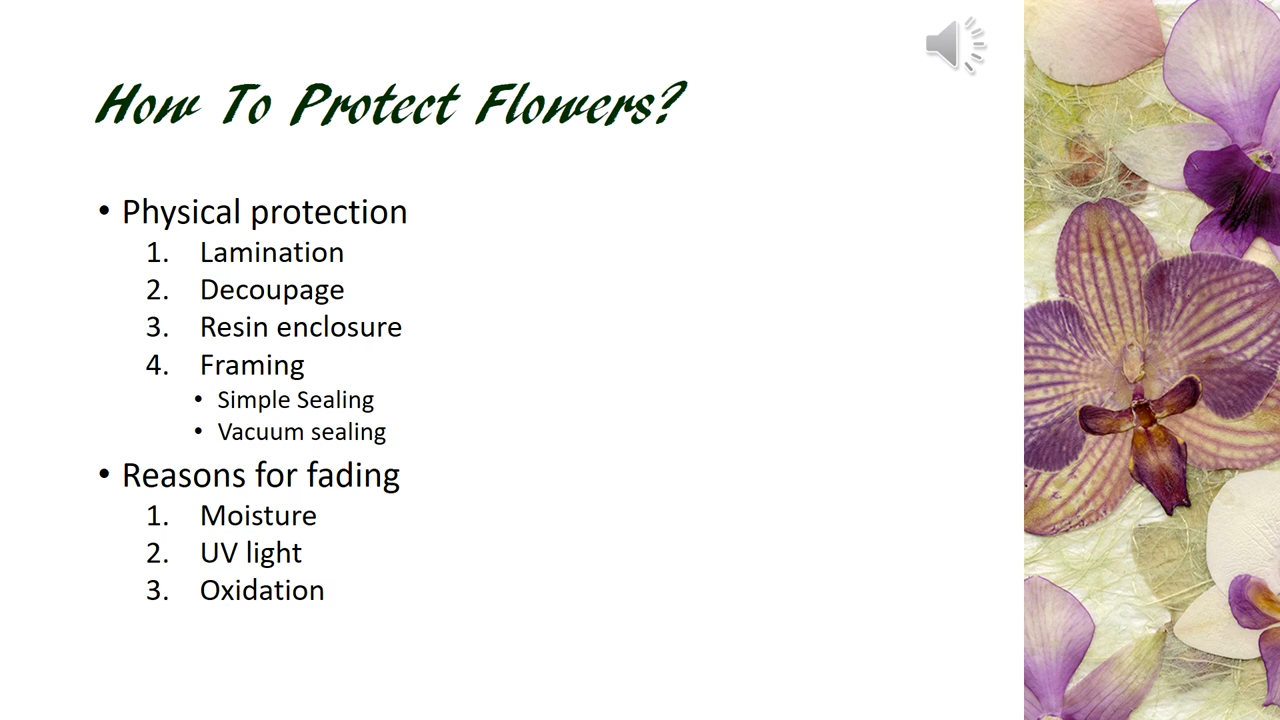 How To Protect Flowers?
• Physical protection
1. Lamination
2. Decoupage
3. Resin enclosure
4. Framing
• Simple Sealing
• Vacuum sealing
• Reasons for fading
1. Moisture
2. UV light
3. Oxidation